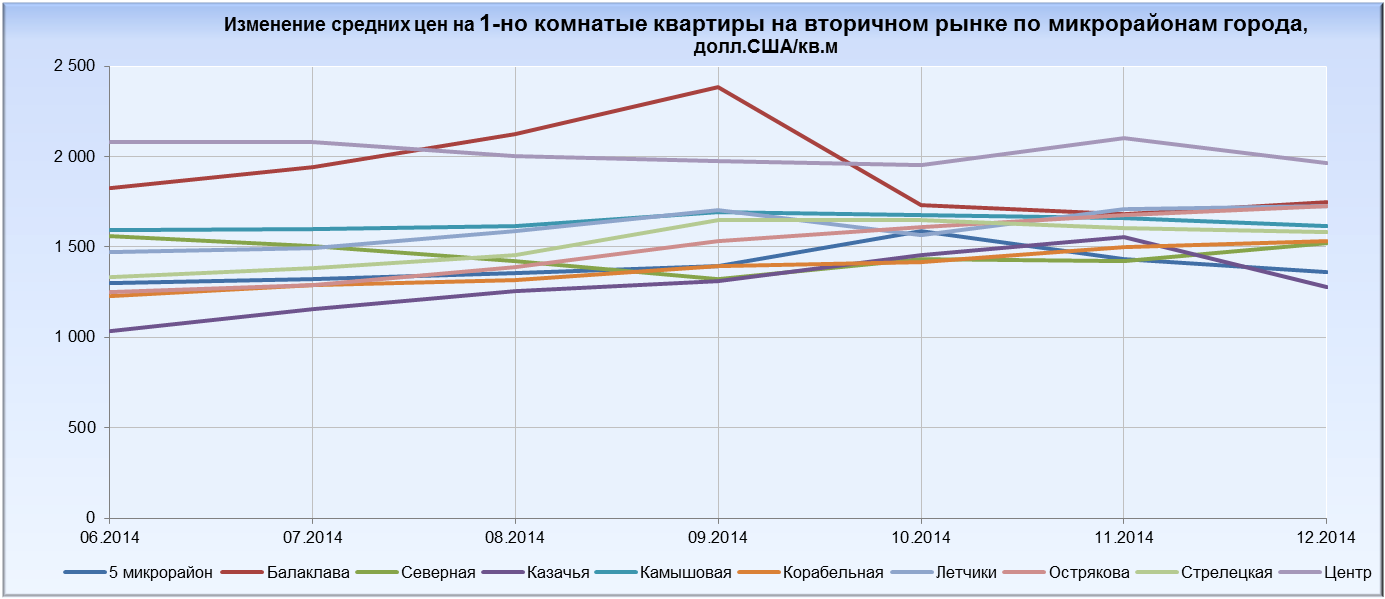 Изменение средних цен на 1-но комнатые квартиры на вторичном рынке по микрорайонам города,
долл.США/кв.м
2 500
2 000
1 500
1 000
500
0
06.2014 07.2014 08.2014 09.2014 10.2014 11.2014 12.2014
5 микрорайон Балаклава Северная Казачья Камышовая Корабельная Летчики Острякова Стрелецкая Центр